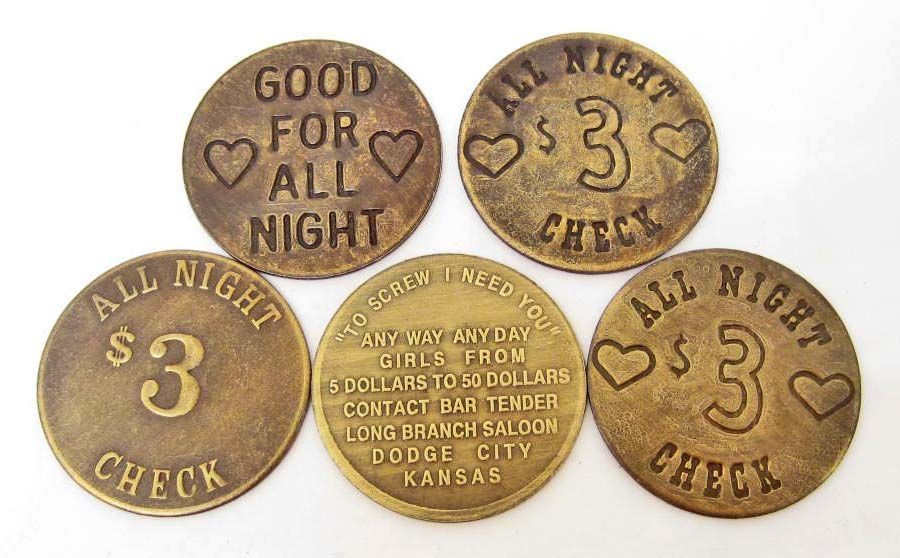 GOOD
FOR
ALL
NIGHT
ALL NIGHT
$ 3
CHECK
ALL NIGHT
$ 3
CHECK
"TO SCREW I NEED YOU"
ANY WAY ANY DAY
GIRLS FROM
5 DOLLARS TO 50 DOLLARS
CONTACT BAR TENDER
LONG BRANCH SALOON
DODGE CITY
KANSAS
ALL NIGHT
$ 3
CHECK